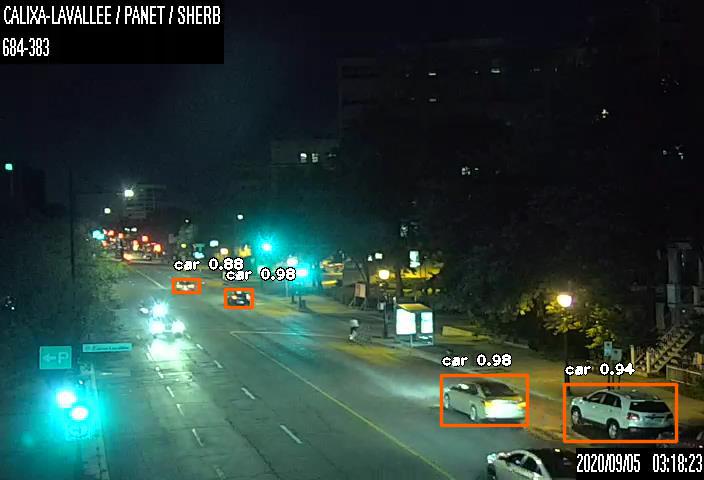 CALIXA-LAVALLEE / PANET / SHERB
684-383
car 0.88
car 0.98
car 0.98
car 0.94
P
2020/09/05 03:18:23